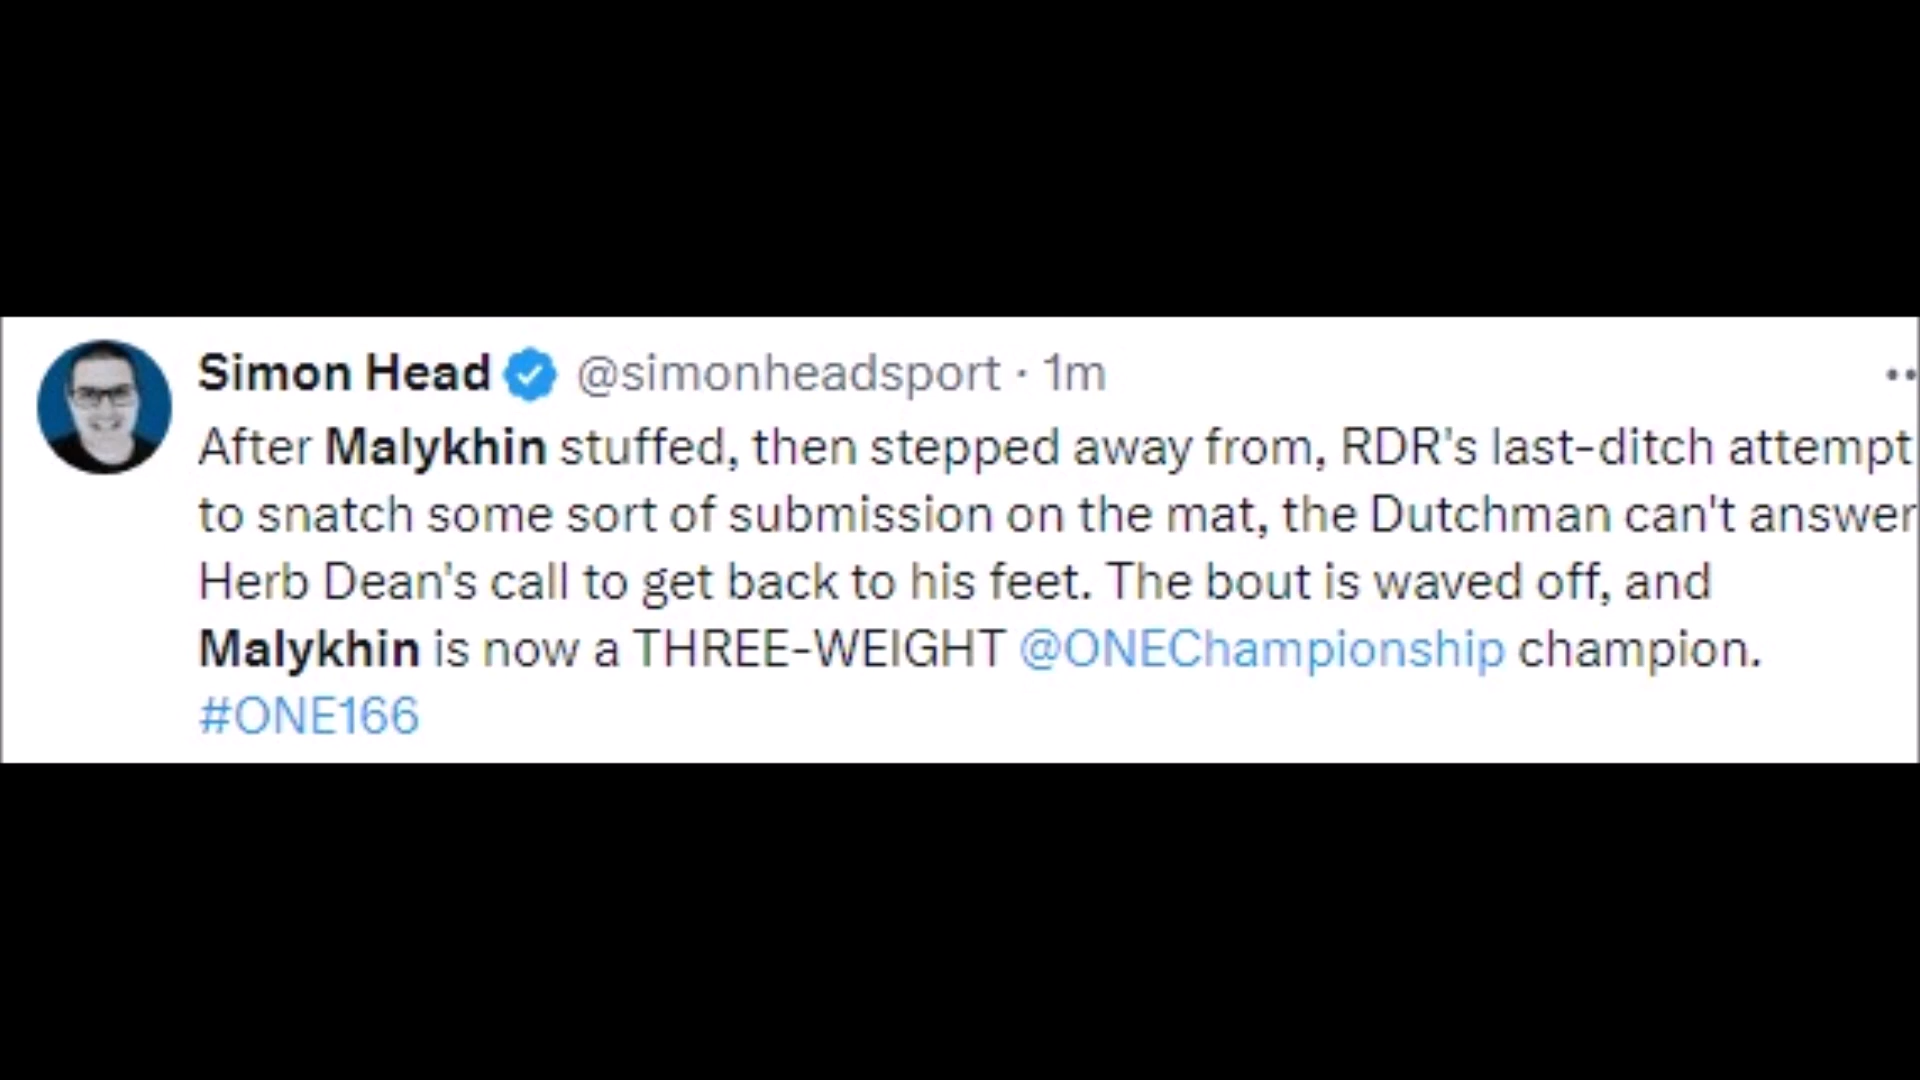 Simon Head @simonheadsport · 1m
After Malykhin stuffed, then stepped away from, RDR's last-ditch attempt
to snatch some sort of submission on the mat, the Dutchman can't answer
Herb Dean's call to get back to his feet. The bout is waved off, and
Malykhin is now a THREE-WEIGHT @ONEChampionship champion.
#ONE166